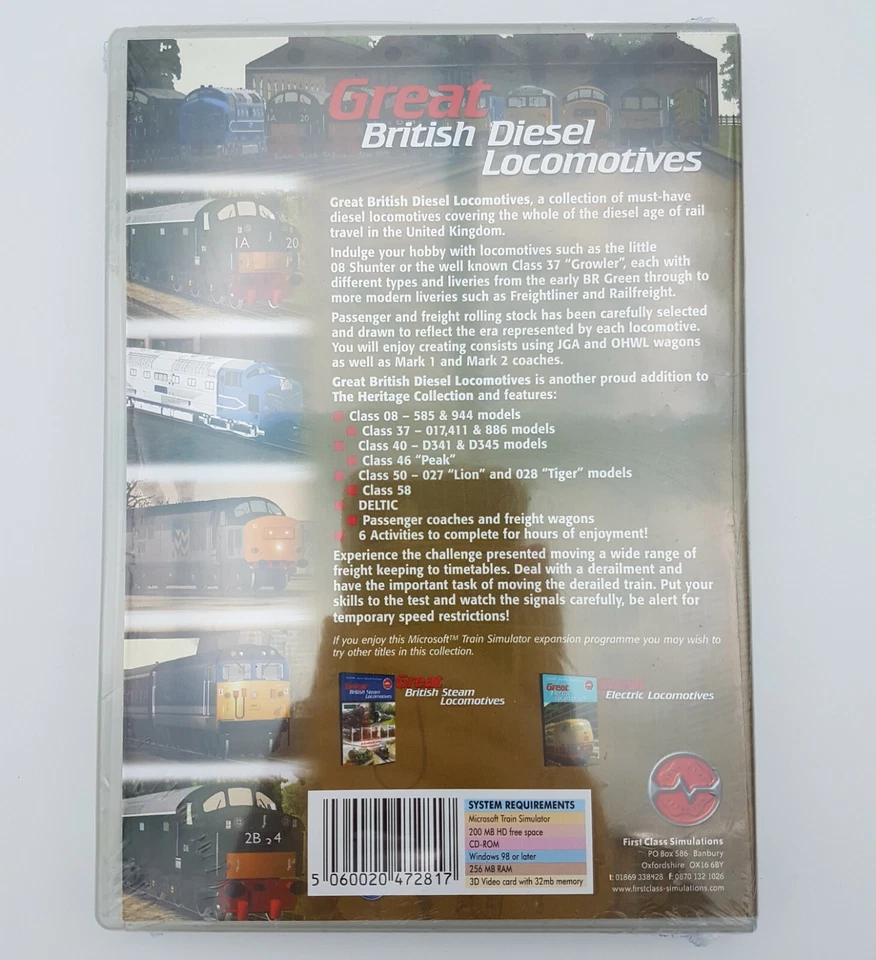 Great
British Diesel
Locomotives
Great British Diesel Locomotives, a collection of must-have
diesel locomotives covering the whole of the diesel age of rail
travel in the United Kingdom.
Indulge your hobby with locomotives such as the little
08 Shunter or the well known Class 37 “Growler”, each with
different types and liveries from the early BR Green through to
more modern liveries such as Freightliner and Railfreight.
Passenger and freight rolling stock has been carefully selected
and drawn to reflect the era represented by each locomotive.
You will enjoy creating consists using JGA and OHWL wagons
as well as Mark 1 and Mark 2 coaches.
Great British Diesel Locomotives is another proud addition to
The Heritage Collection and features:
Class 08 – 585 & 944 models
Class 37 – 017,411 & 886 models
Class 40 – D341 & D345 models
Class 46 “Peak”
Class 50 – 027 “Lion” and 028 “Tiger” models
Class 58
DELTIC
Passenger coaches and freight wagons
6 Activities to complete for hours of enjoyment!
Experience the challenge presented moving a wide range of
freight keeping to timetables. Deal with a derailment and
have the important task of moving the derailed train. Put your
skills to the test and watch the signals carefully, be alert for
temporary speed restrictions!
If you enjoy this Microsoft™ Train Simulator expansion programme you may wish to
try other titles in this collection.
Great
British Steam
Locomotives
Great
British Steam
Locomotives
Great
Great
Electric Locomotives
1A J 20
2B J 4
SYSTEM REQUIREMENTS
Microsoft Train Simulator
200 MB HD free space
CD-ROM
Windows 98 or later
256 MB RAM
3D Video card with 32mb memory
5 060020 472817
First Class Simulations
PO Box 586 Banbury
Oxfordshire OX16 6BY
t: 01869 338428 f: 0870 132 1026
www.firstclass-simulations.com